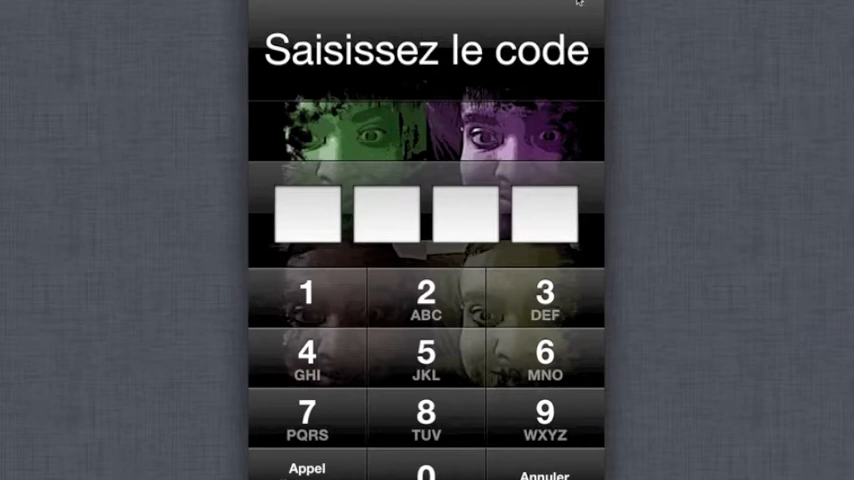 Saisissez le code
1 2 3
ABC DEF
4 5 6
GHI JKL MNO
7 8 9
PQRS TUV WXYZ
Appel 0 Annuler